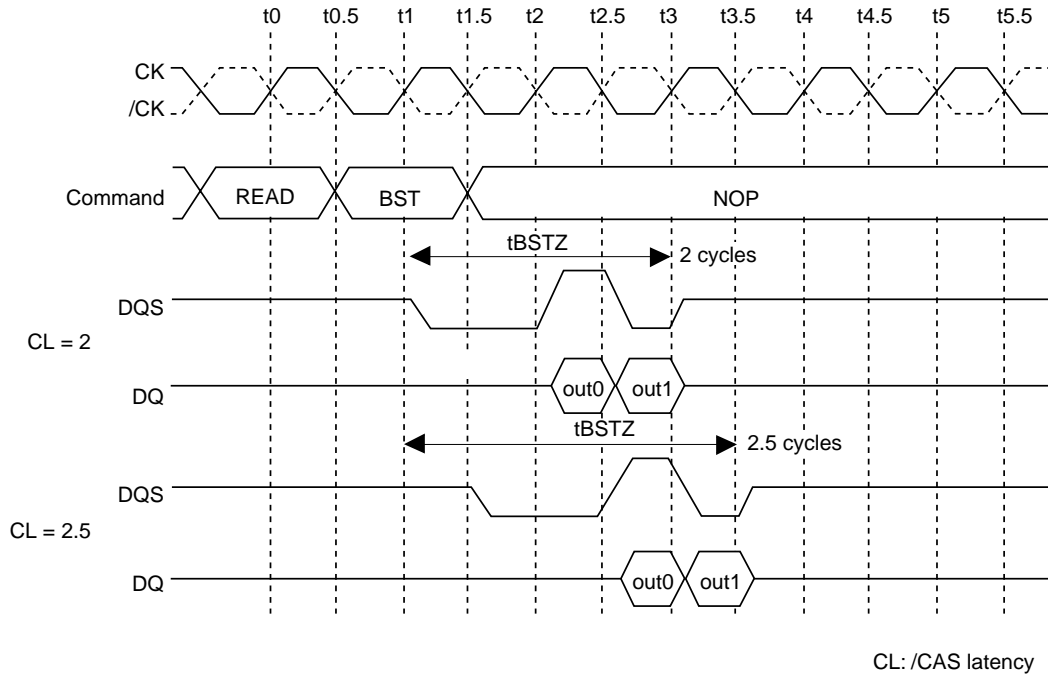 t0 t0.5 t1 t1.5 t2 t2.5 t3 t3.5 t4 t4.5 t5 t5.5
CK
/CK
Command READ BST NOP
tBSTZ 2 cycles
DQS
CL = 2
DQ out0 out1
tBSTZ 2.5 cycles
DQS
CL = 2.5
DQ out0 out1
CL: /CAS latency